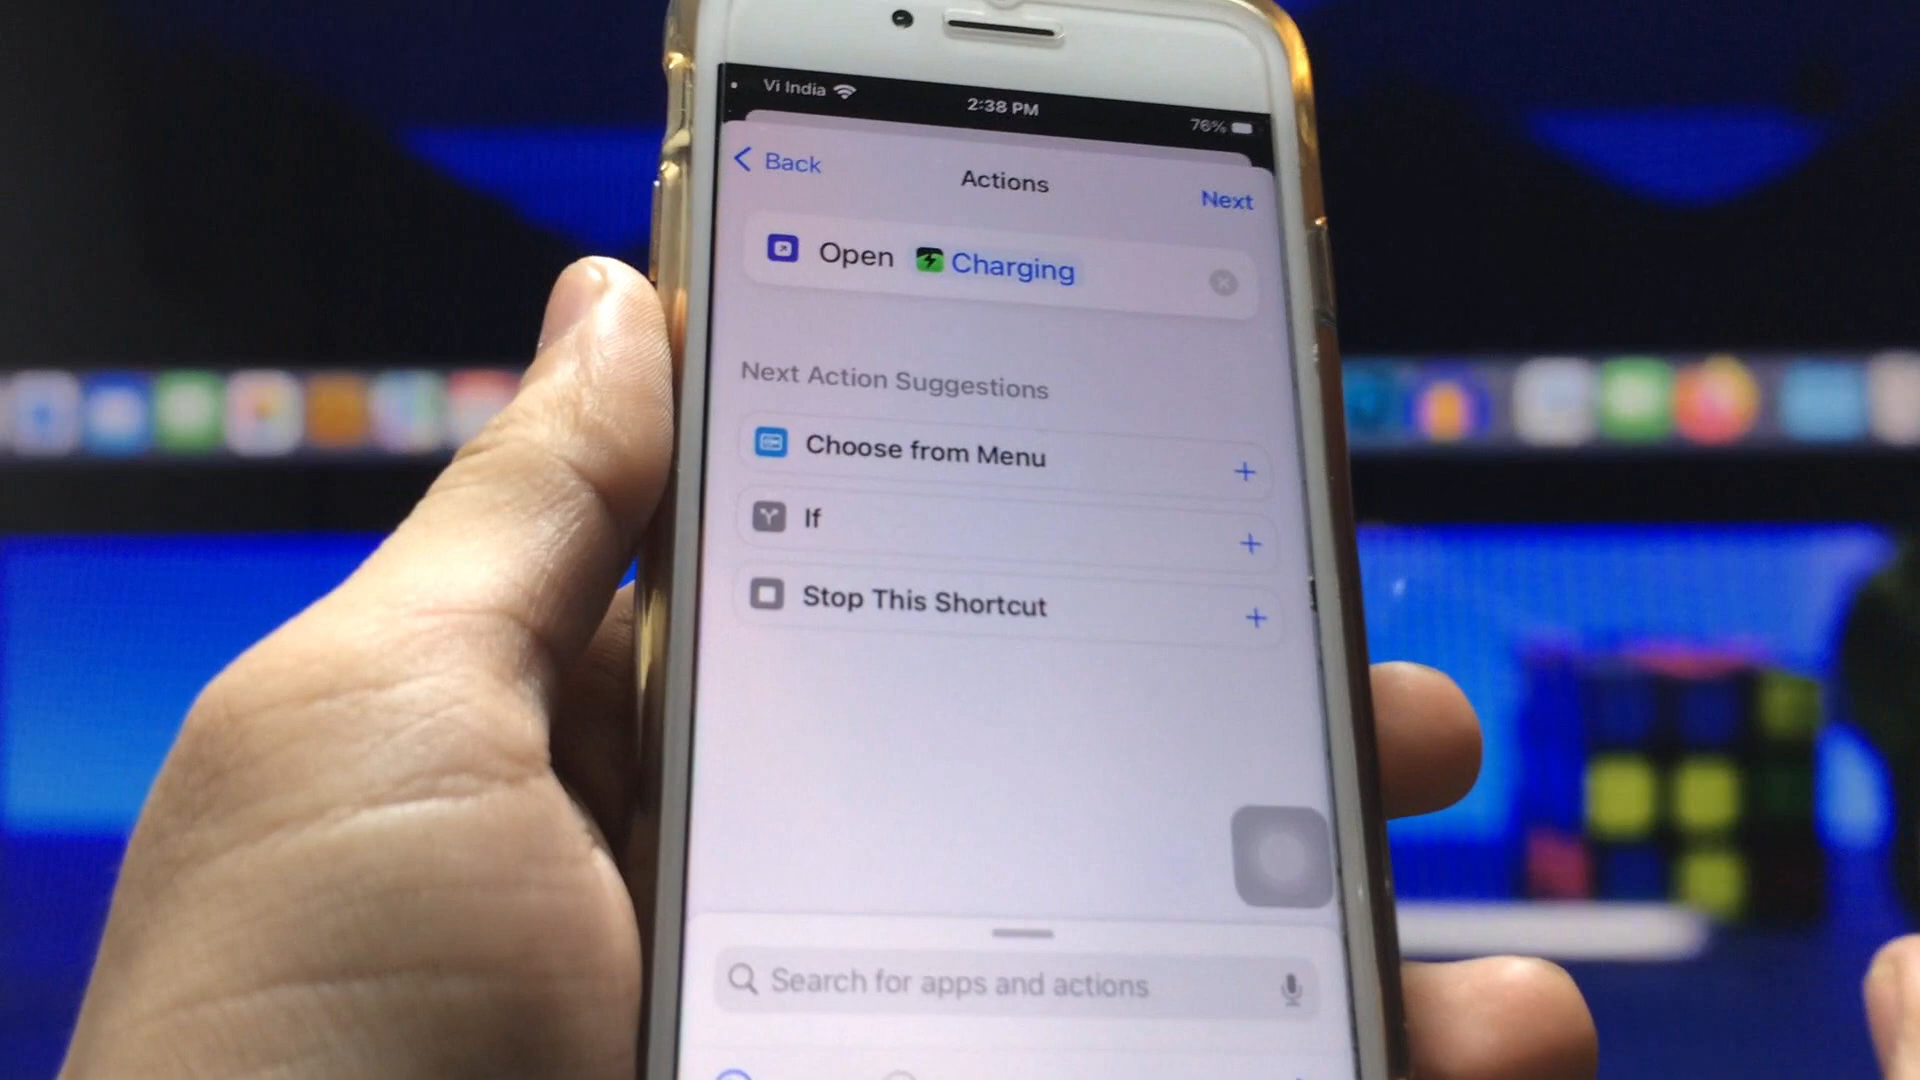 Vi India
2:38 PM
76%
Back
Actions
Next
Open Charging
Next Action Suggestions
Choose from Menu
If
Stop This Shortcut
Search for apps and actions